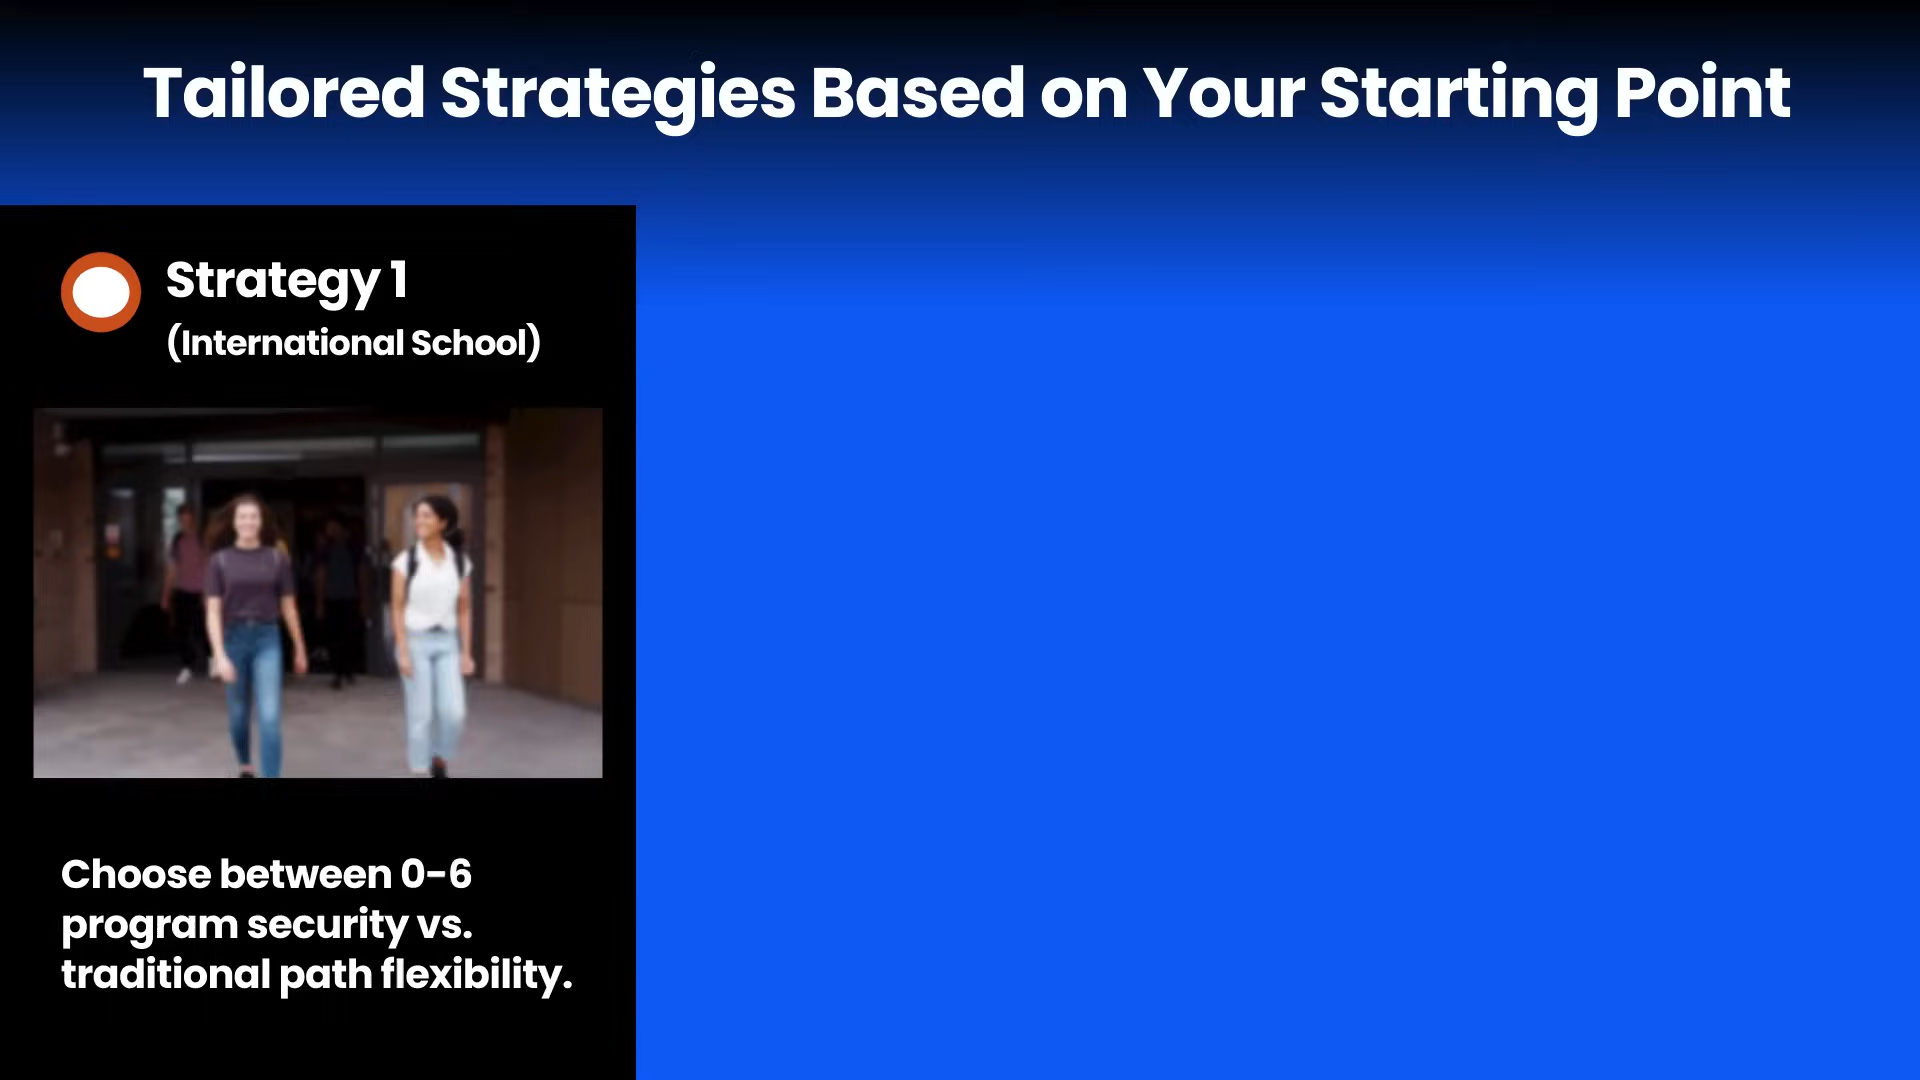 Tailored Strategies Based on Your Starting Point
Strategy 1
(International School)
Choose between 0-6
program security vs.
traditional path flexibility.